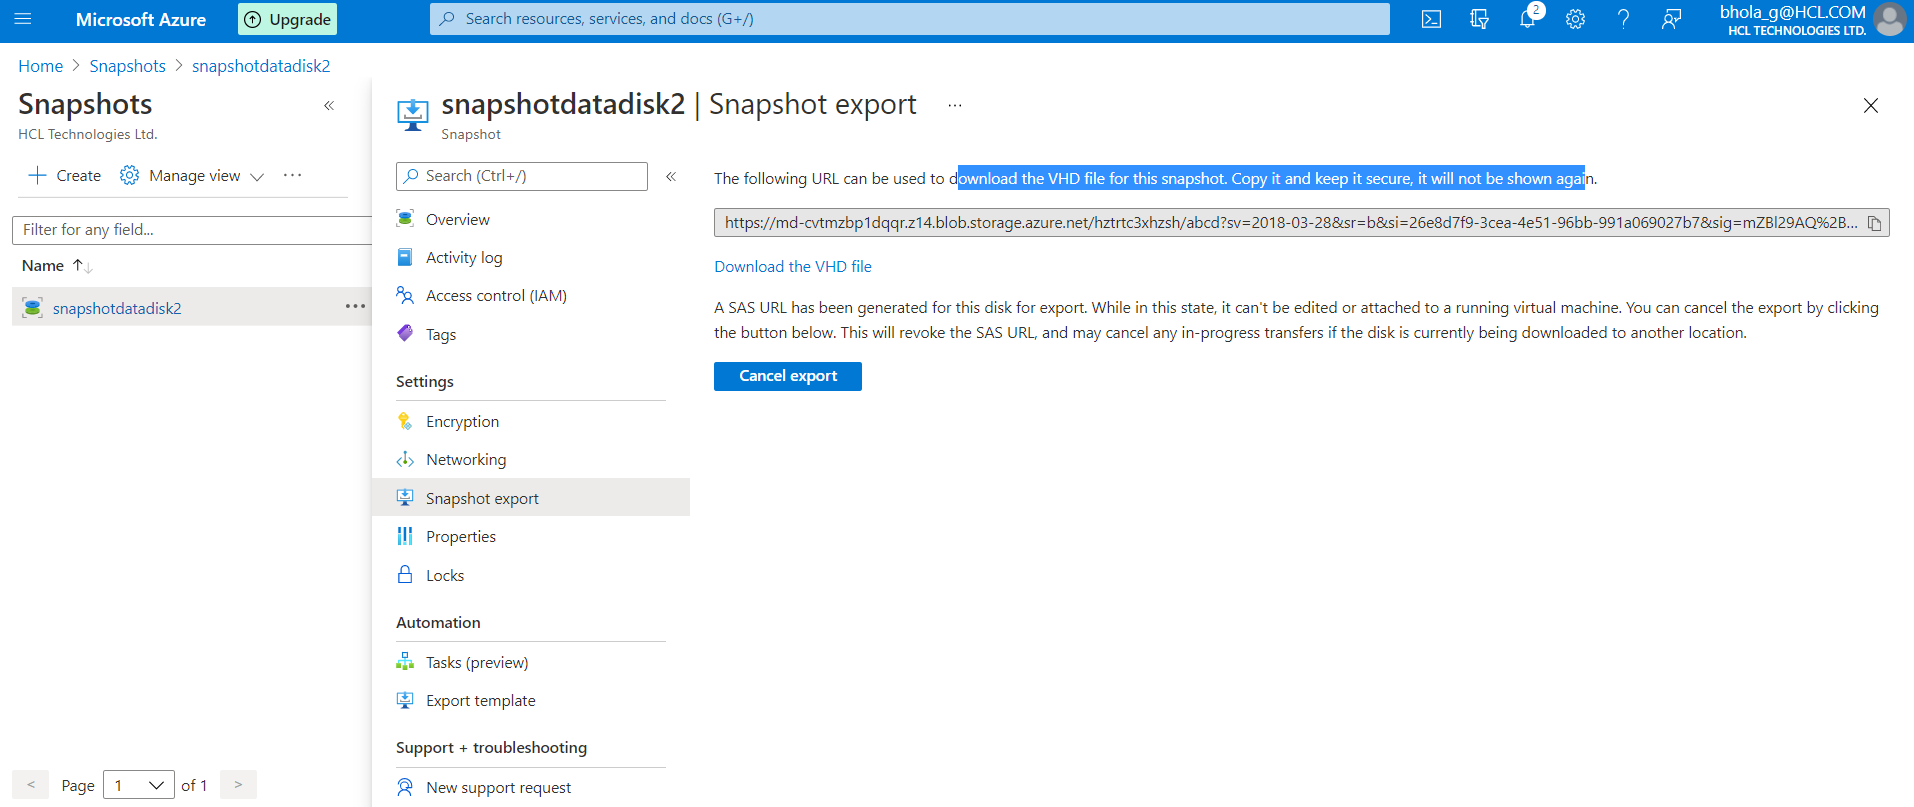 Microsoft Azure
Upgrade
Search resources, services, and docs (G+/)
2
bhola_g@HCL.COM
HCL TECHNOLOGIES LTD.
Home > Snapshots > snapshotdatadisk2
Snapshots
HCL Technologies Ltd.
Create
Manage view
Filter for any field...
Name
snapshotdatadisk2
< Page 1 of 1 >
snapshotdatadisk2 | Snapshot export
Snapshot
Search (Ctrl+/)
Overview
Activity log
Access control (IAM)
Tags
Settings
Encryption
Networking
Snapshot export
Properties
Locks
Automation
Tasks (preview)
Export template
Support + troubleshooting
New support request
The following URL can be used to download the VHD file for this snapshot. Copy it and keep it secure, it will not be shown again.
https://md-cvtmzbp1dqqr.z14.blob.storage.azure.net/hztrtc3xhzsh/abcd?sv=2018-03-28&sr=b&si=26e8d7f9-3cea-4e51-96bb-991a069027b7&sig=mZBl29AQ%2B...
Download the VHD file
A SAS URL has been generated for this disk for export. While in this state, it can't be edited or attached to a running virtual machine. You can cancel the export by clicking
the button below. This will revoke the SAS URL, and may cancel any in-progress transfers if the disk is currently being downloaded to another location.
Cancel export